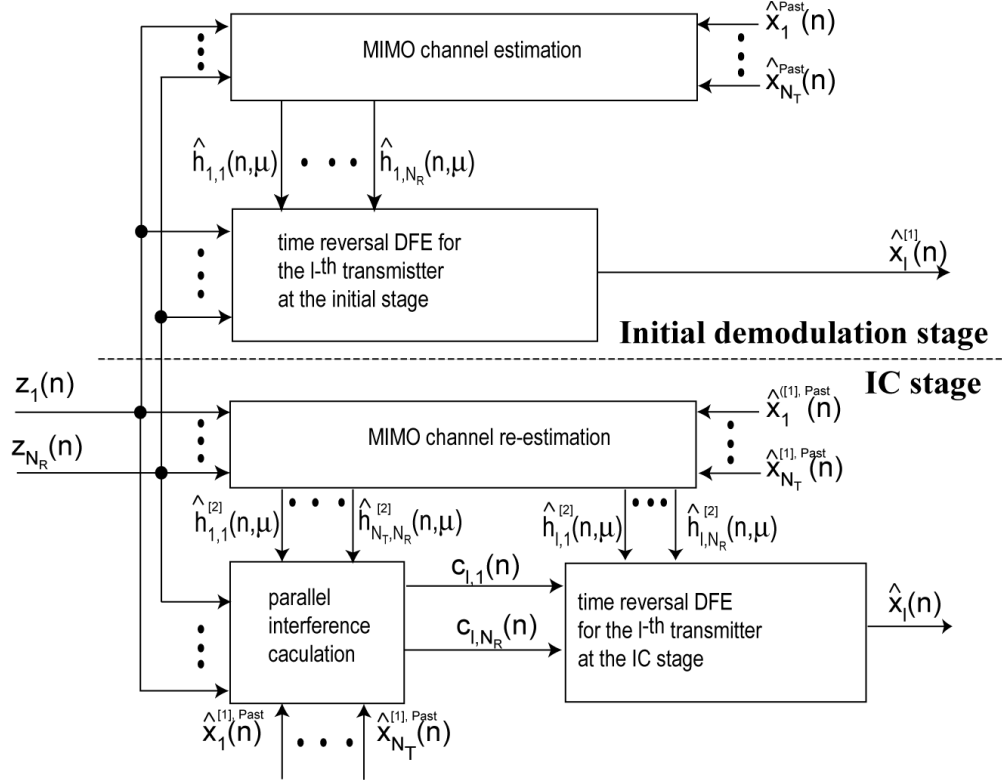 MIMO channel estimation
x̂₁^Past(n)
x̂_{N_T}^Past(n)
ĥ_{1,1}(n,μ)
ĥ_{1,N_R}(n,μ)
time reversal DFE for
the l-th transmistter
at the initial stage
x̂_l^[1](n)
Initial demodulation stage
IC stage
z₁(n)
z_{N_R}(n)
MIMO channel re-estimation
x̂₁^([1], Past(n)
x̂_{N_T}^[1], Past(n)
ĥ_{1,1}^[2](n,μ)
ĥ_{N_T,N_R}^[2](n,μ)
ĥ_{l,1}^[2](n,μ)
ĥ_{l,N_R}^[2](n,μ)
parallel
interference
caculation
c_{l,1}(n)
c_{l,N_R}(n)
time reversal DFE
for the l-th transmitter
at the IC stage
x̂_l(n)
x̂₁^[1], Past(n)
x̂_{N_T}^[1], Past(n)